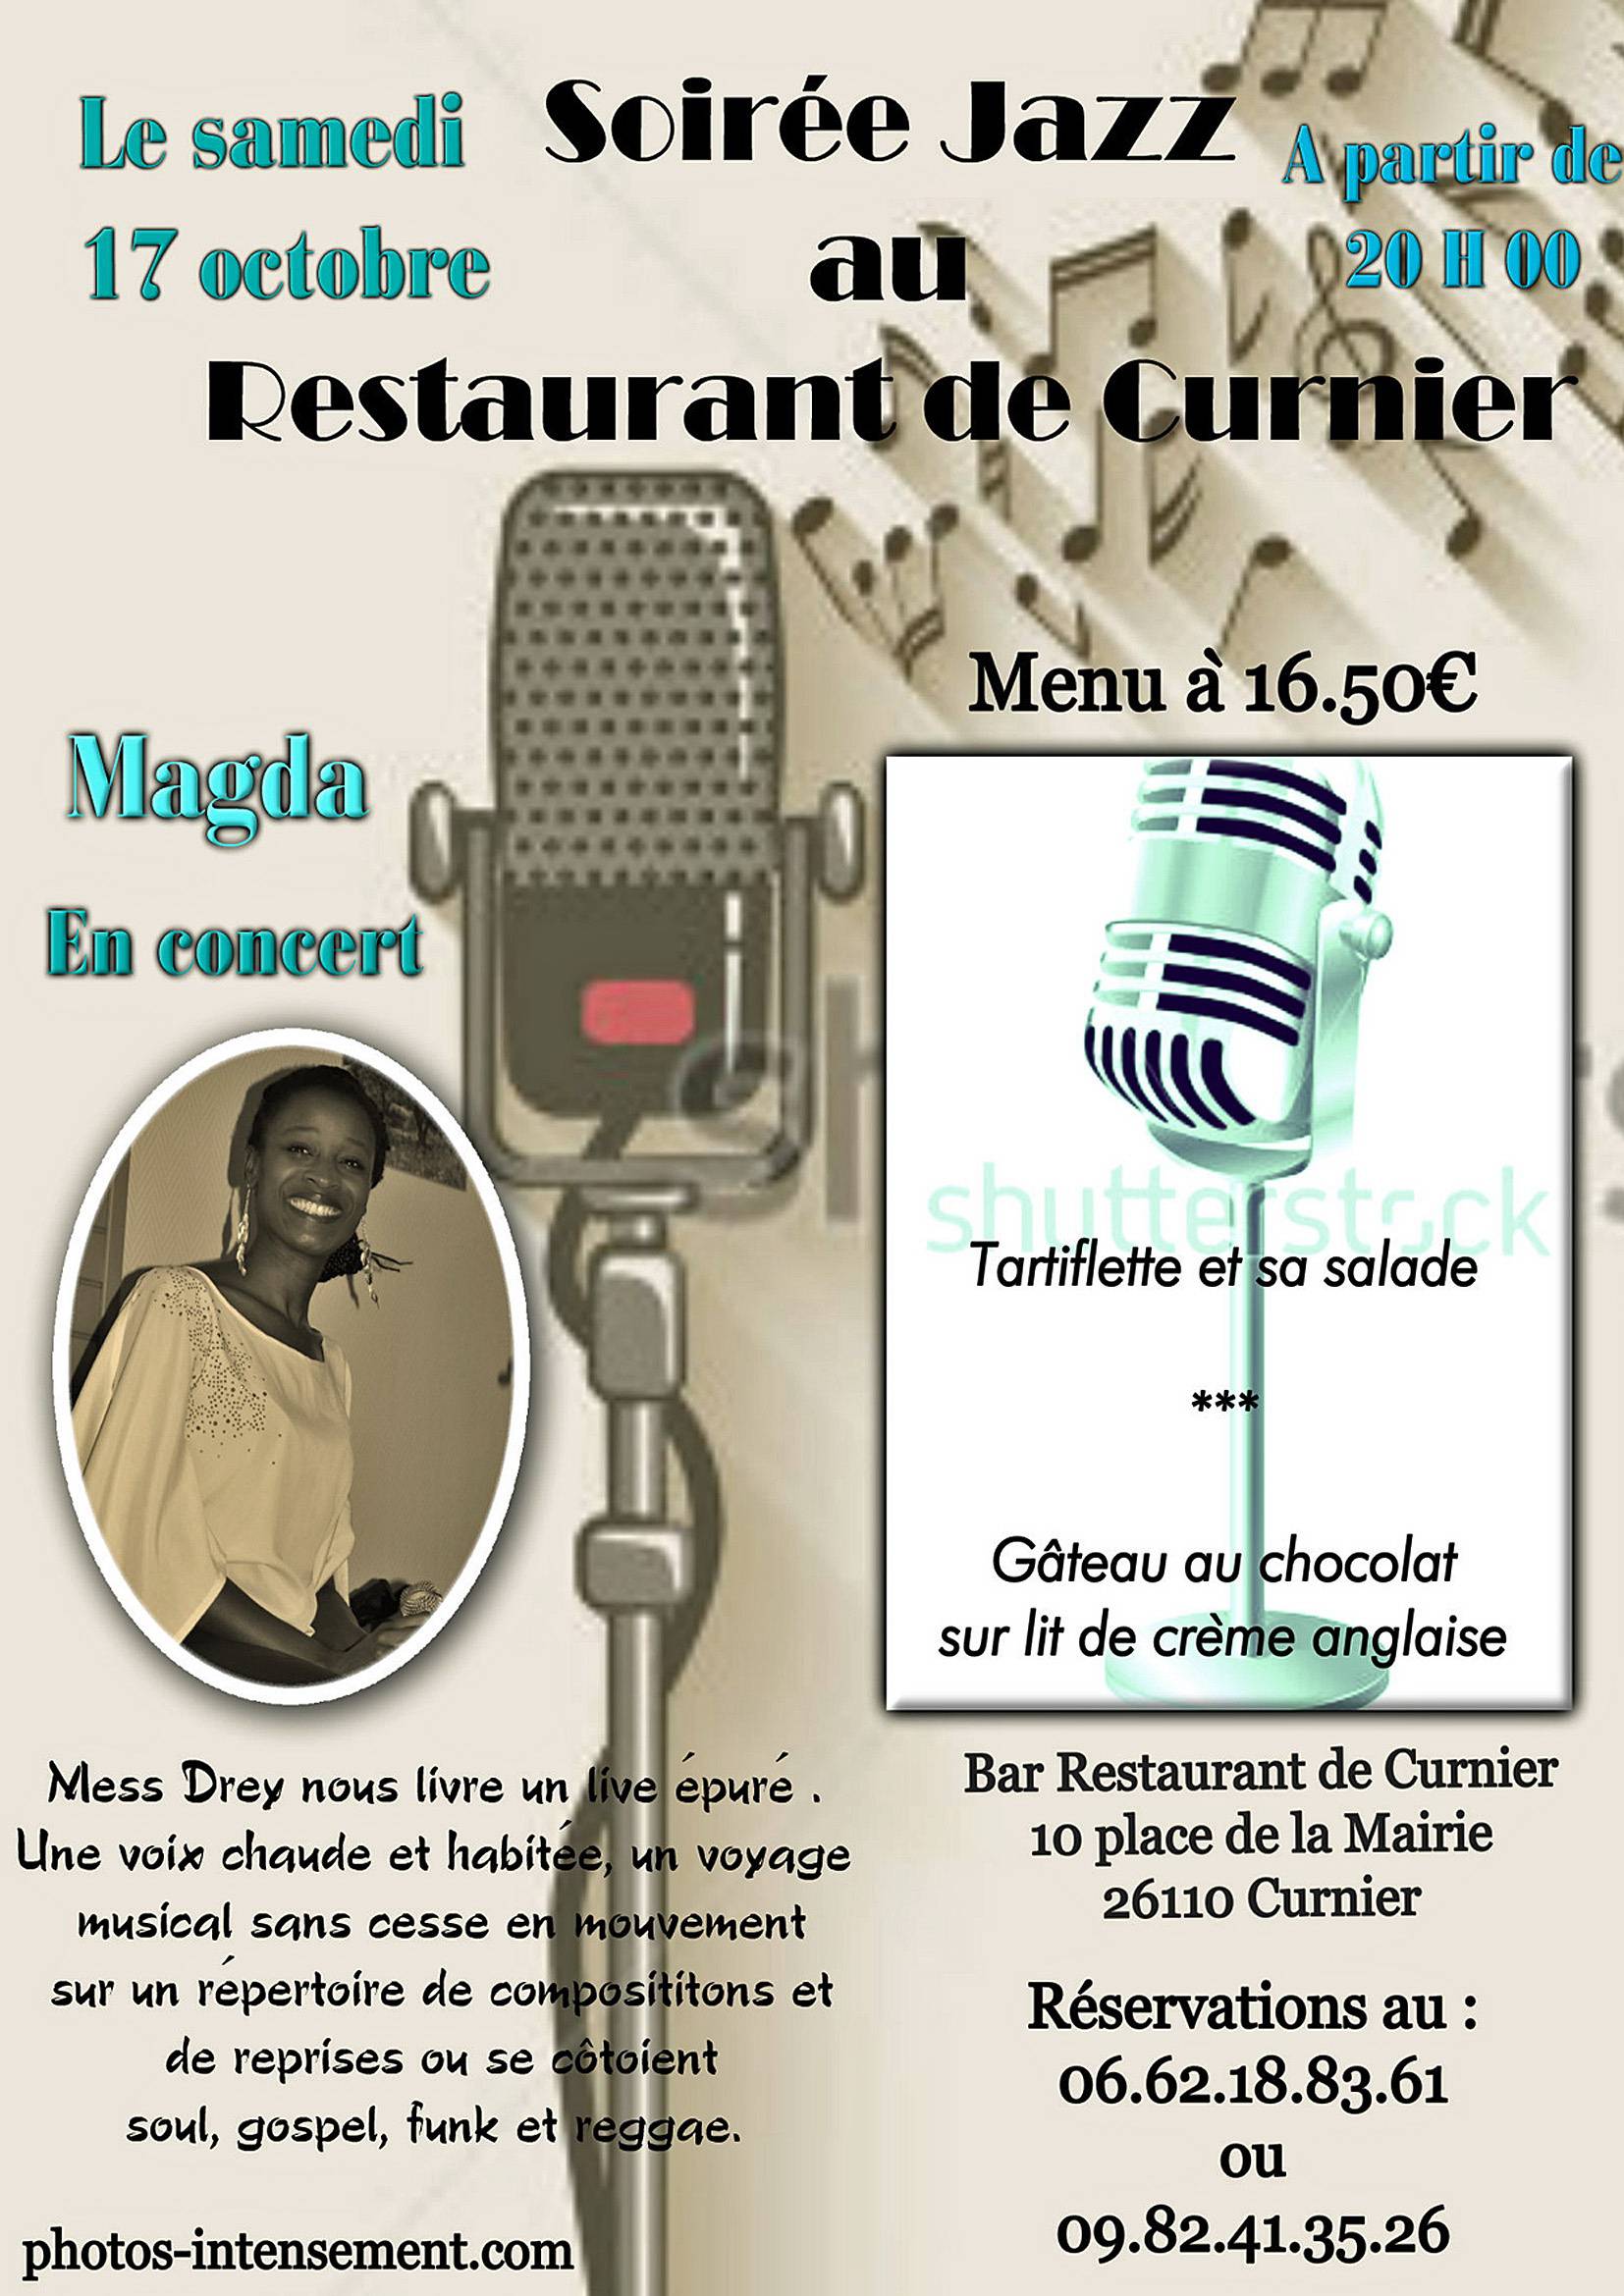 Le samedi
17 octobre
Soirée Jazz
au
Restaurant de Curnier
A partir de
20 H 00
Menu à 16.50€
Magda
En concert
shutterstock
Tartiflette et sa salade
***
Gâteau au chocolat
sur lit de crème anglaise
Mess Drey nous livre un live épuré .
Une voix chaude et habitée, un voyage
musical sans cesse en mouvement
sur un répertoire de composititons et
de reprises ou se côtoient
soul, gospel, funk et reggae.
photos-intensement.com
Bar Restaurant de Curnier
10 place de la Mairie
26110 Curnier
Réservations au :
06.62.18.83.61
ou
09.82.41.35.26